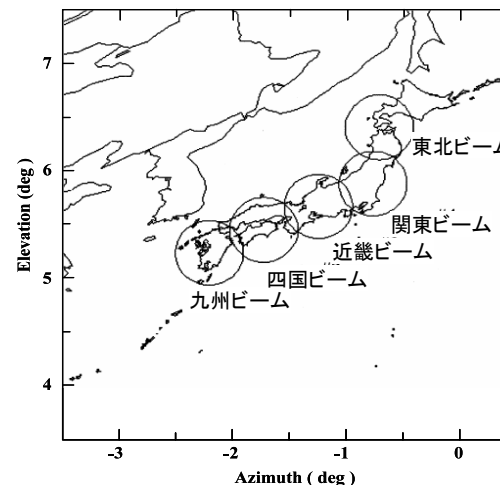 7
6
5
4
Elevation (deg )
東北ビーム
関東ビーム
近畿ビーム
四国ビーム
九州ビーム
-3 -2 -1 0
Azimuth ( deg )